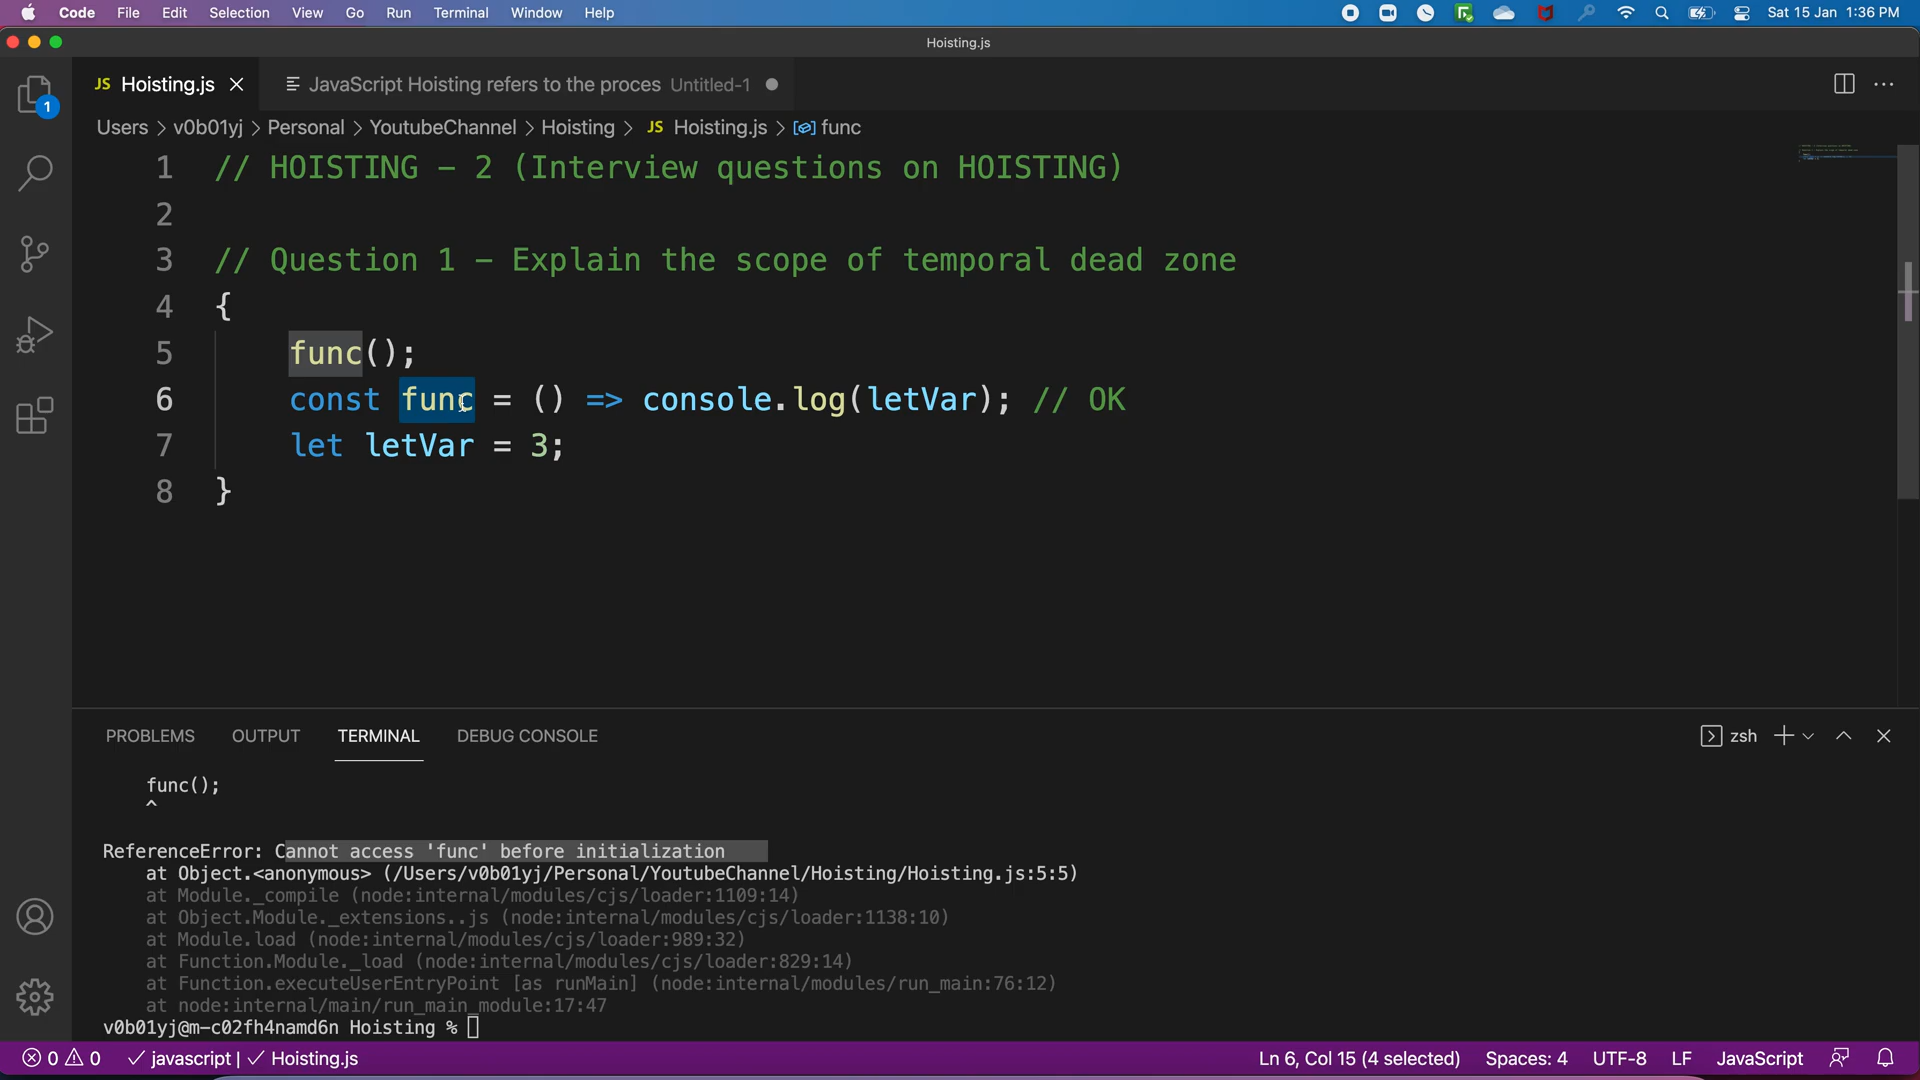 Code File Edit Selection View Go Run Terminal Window Help Sat 15 Jan 1:36 PM
Hoisting.js
JS Hoisting.js JavaScript Hoisting refers to the proces Untitled-1
1
Users > v0b01yj > Personal > YoutubeChannel > Hoisting > JS Hoisting.js > func
1 // HOISTING - 2 (Interview questions on HOISTING)
2
3 // Question 1 - Explain the scope of temporal dead zone
4 {
5 func();
6 const func = () => console.log(letVar); // OK
7 let letVar = 3;
8 }
PROBLEMS OUTPUT TERMINAL DEBUG CONSOLE zsh
func();
^
ReferenceError: Cannot access 'func' before initialization
at Object.<anonymous> (/Users/v0b01yj/Personal/YoutubeChannel/Hoisting/Hoisting.js:5:5)
at Module._compile (node:internal/modules/cjs/loader:1109:14)
at Object.Module._extensions..js (node:internal/modules/cjs/loader:1138:10)
at Module.load (node:internal/modules/cjs/loader:989:32)
at Function.Module._load (node:internal/modules/cjs/loader:829:14)
at Function.executeUserEntryPoint [as runMain] (node:internal/modules/run_main:76:12)
at node:internal/main/run_main_module:17:47
v0b01yj@m-c02fh4namd6n Hoisting %
0 0 javascript | Hoisting.js Ln 6, Col 15 (4 selected) Spaces: 4 UTF-8 LF JavaScript